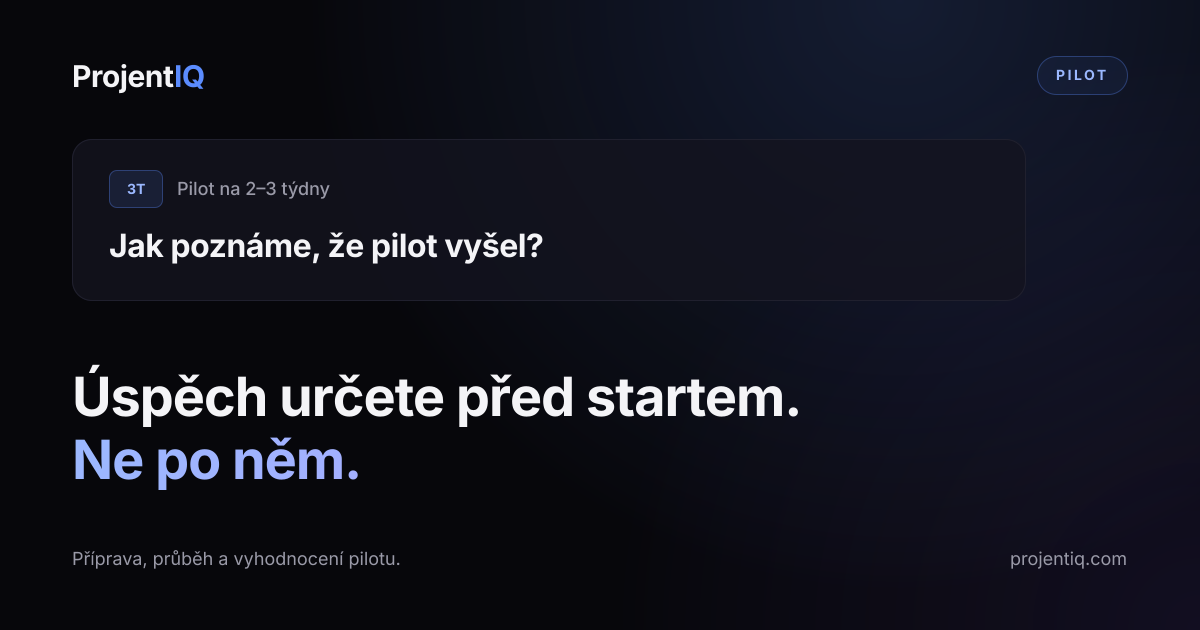 ProjentIQ
PILOT
3T
Pilot na 2–3 týdny
Jak poznáme, že pilot vyšel?
Úspěch určete před startem.
Ne po něm.
Příprava, průběh a vyhodnocení pilotu.
projentiq.com